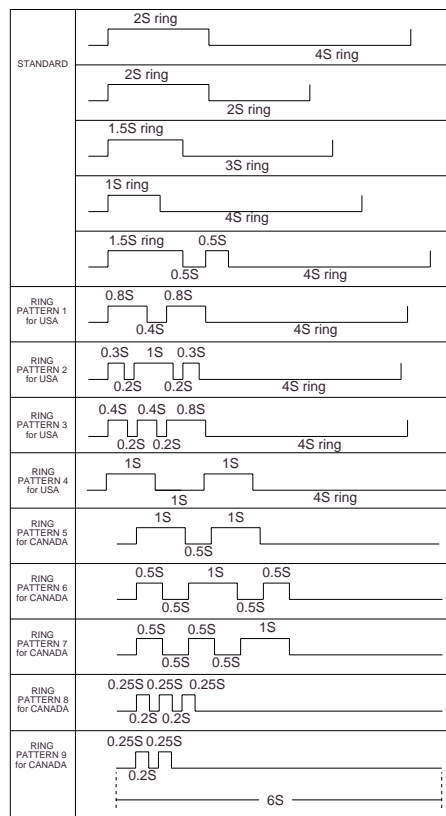 2S ring
4S ring
STANDARD
2S ring
2S ring
1.5S ring
3S ring
1S ring
4S ring
1.5S ring 0.5S
0.5S 4S ring
RING
PATTERN 1
for USA
0.8S 0.8S
0.4S 4S ring
RING
PATTERN 2
for USA
0.3S 1S 0.3S
0.2S 0.2S 4S ring
RING
PATTERN 3
for USA
0.4S 0.4S 0.8S
0.2S 0.2S 4S ring
RING
PATTERN 4
for USA
1S 1S
1S 4S ring
RING
PATTERN 5
for CANADA
1S 1S
0.5S
RING
PATTERN 6
for CANADA
0.5S 1S 0.5S
0.5S 0.5S
RING
PATTERN 7
for CANADA
0.5S 0.5S 1S
0.5S 0.5S
RING
PATTERN 8
for CANADA
0.25S 0.25S 0.25S
0.2S 0.2S
RING
PATTERN 9
for CANADA
0.25S 0.25S
0.2S
6S